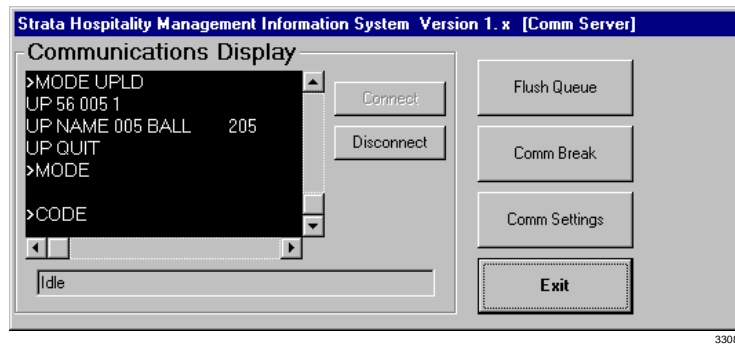 Strata Hospitality Management Information System Version 1. x [Comm Server]
Communications Display
>MODE UPLD
UP 56 005 1
UP NAME 005 BALL 205
UP QUIT
>MODE
>CODE
Connect
Disconnect
Idle
Flush Queue
Comm Break
Comm Settings
Exit
3308